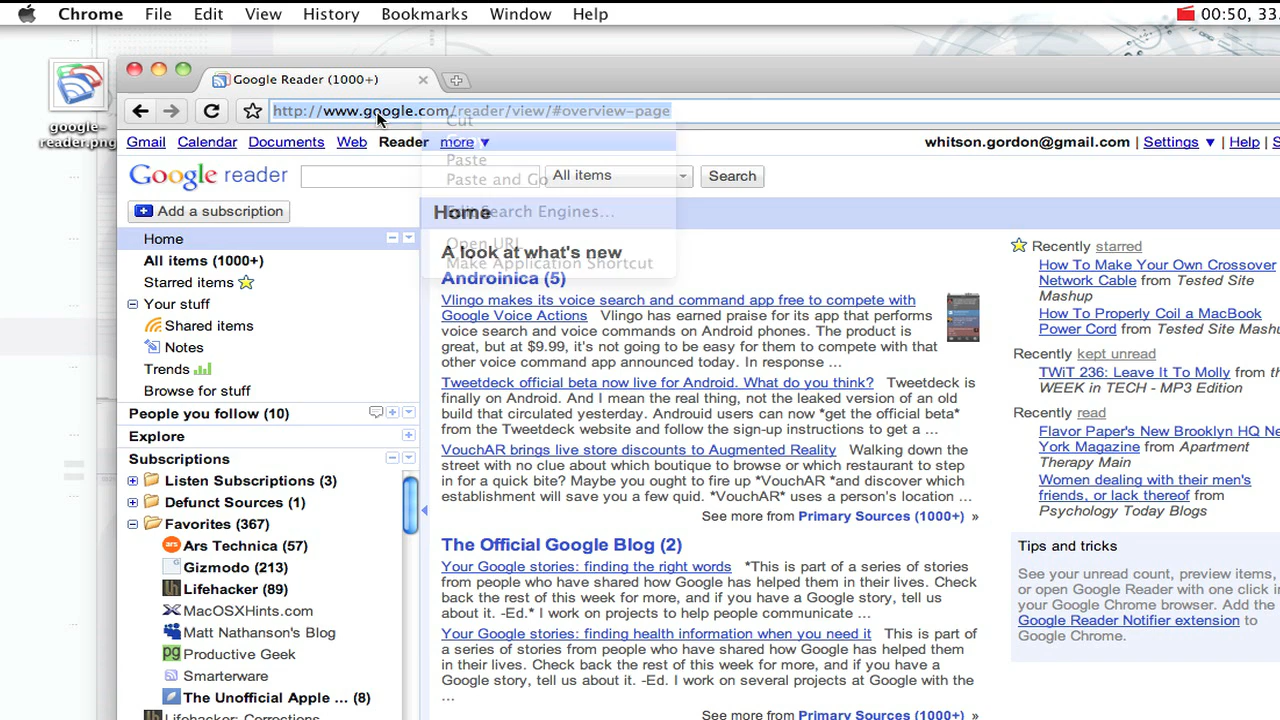 Chrome File Edit View History Bookmarks Window Help 00:50, 33.
Google Reader (1000+)
http://www.google.com/reader/view/#overview-page
google-
reader.png
Cut
Gmail Calendar Documents Web Reader more ▼ whitson.gordon@gmail.com | Settings ▼ | Help | S
Paste
Paste and Go
Google reader All items Search
Add a subscription
Home
Edit Search Engines...
Open URL
Make Application Shortcut
Home
All items (1000+)
Starred items
Your stuff
Shared items
Notes
Trends
Browse for stuff
People you follow (10)
Explore
Subscriptions
Listen Subscriptions (3)
Defunct Sources (1)
Favorites (367)
Ars Technica (57)
Gizmodo (213)
Lifehacker (89)
MacOSXHints.com
Matt Nathanson's Blog
pg Productive Geek
Smarterware
The Unofficial Apple ... (8)
Lifehacker: Corrections
A look at what's new
Androinica (5)
Vlingo makes its voice search and command app free to compete with
Google Voice Actions Vlingo has earned praise for its app that performs
voice search and voice commands on Android phones. The product is
great, but at $9.99, it's not going to be easy for them to compete with that
other voice command app announced today. In response ...
Tweetdeck official beta now live for Android. What do you think? Tweetdeck is
finally on Android. And I mean the real thing, not the leaked version of an old
build that circulated yesterday. Androuid users can now *get the official beta*
from the Tweetdeck website and follow the sign-up instructions to get a ...
VouchAR brings live store discounts to Augmented Reality Walking down the
street with no clue about which boutique to browse or which restaurant to step
in for a quick bite? Maybe you ought to fire up *VouchAR *and discover which
establishment will save you a few quid. *VouchAR* uses a person's location ...
See more from Primary Sources (1000+) »
The Official Google Blog (2)
Your Google stories: finding the right words *This is part of a series of stories
from people who have shared how Google has helped them in their lives. Check
back the rest of this week for more, and if you have a Google story, tell us
about it. -Ed.* I work on projects to help people communicate ...
Your Google stories: finding health information when you need it This is part of
a series of stories from people who have shared how Google has helped them in
their lives. Check back the rest of this week for more, and if you have a Google
story, tell us about it. -Ed. I work on several projects at Google with the
...
See more from Primary Sources (1000+) »
Recently starred
How To Make Your Own Crossover
Network Cable from Tested Site
Mashup
How To Properly Coil a MacBook
Power Cord from Tested Site Mashu
Recently kept unread
TWiT 236: Leave It To Molly from th
WEEK in TECH - MP3 Edition
Recently read
Flavor Paper's New Brooklyn HQ Ne
York Magazine from Apartment
Therapy Main
Women dealing with their men's
friends, or lack thereof from
Psychology Today Blogs
Tips and tricks
See your unread count, preview items,
or open Google Reader with one click in
your Google Chrome browser. Add the
Google Reader Notifier extension to
Google Chrome.